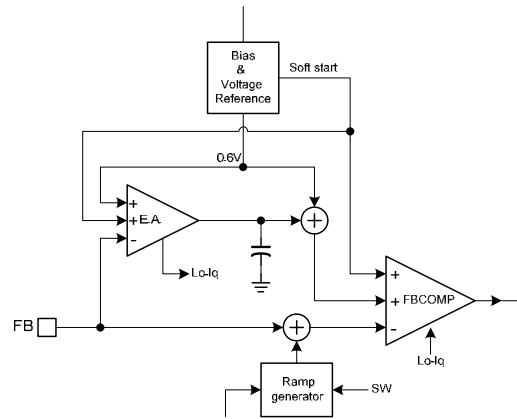 Bias
&
Voltage
Reference
Soft start
0.6V
+
+
-
E.A.
+
Lo-Iq
FB
+
+
+
-
FBCOMP
Lo-Iq
Ramp
generator
SW